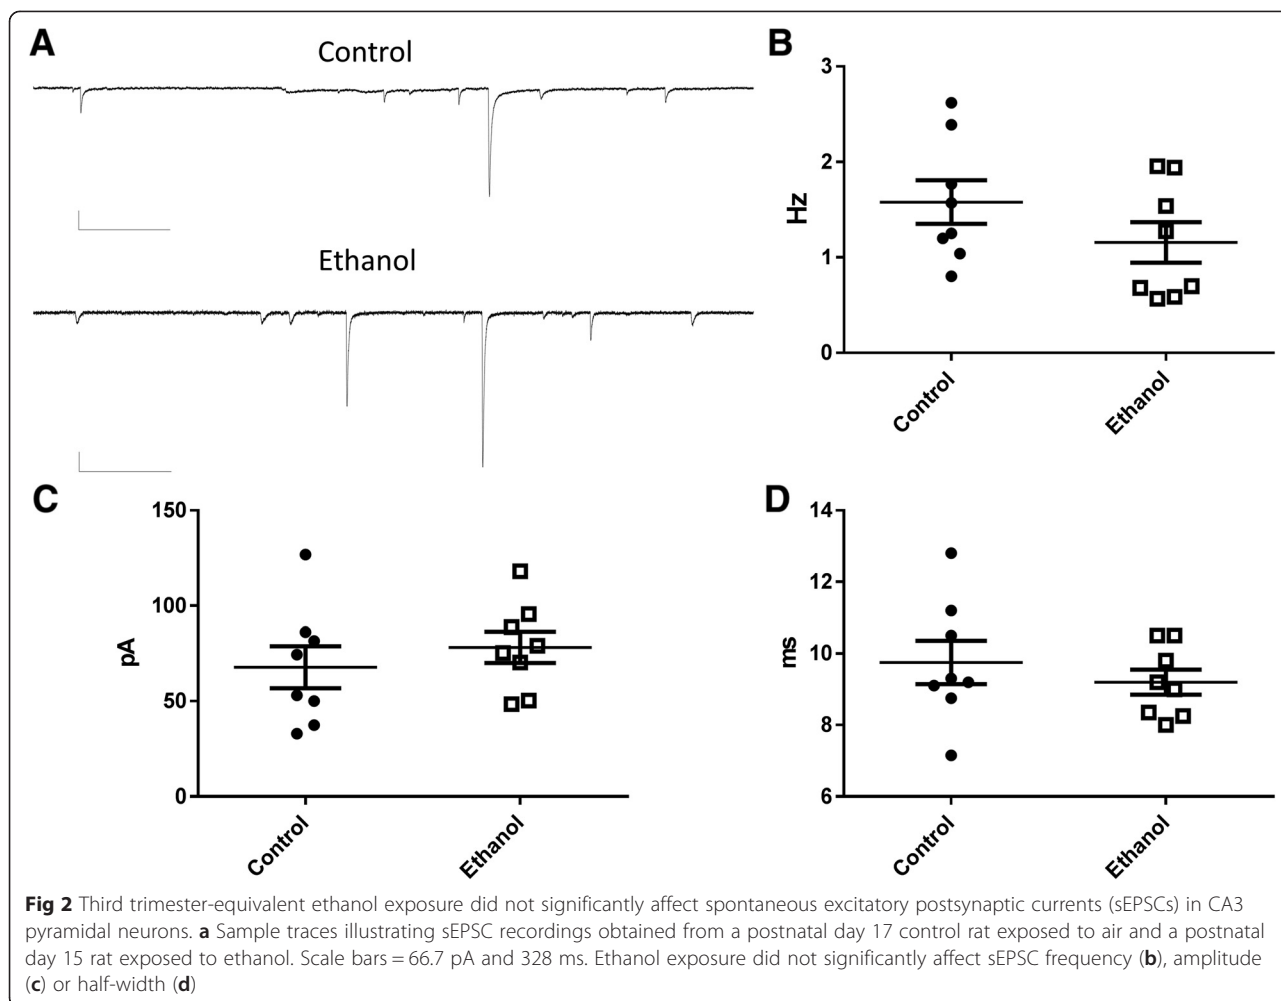 A
Control
Ethanol
B
3
2
1
0
Hz
Control
Ethanol
C
150
100
50
0
pA
Control
Ethanol
D
14
12
10
8
6
ms
Control
Ethanol
Fig 2 Third trimester-equivalent ethanol exposure did not significantly affect spontaneous excitatory postsynaptic currents (sEPSCs) in CA3
pyramidal neurons. a Sample traces illustrating sEPSC recordings obtained from a postnatal day 17 control rat exposed to air and a postnatal
day 15 rat exposed to ethanol. Scale bars = 66.7 pA and 328 ms. Ethanol exposure did not significantly affect sEPSC frequency (b), amplitude
(c) or half-width (d)